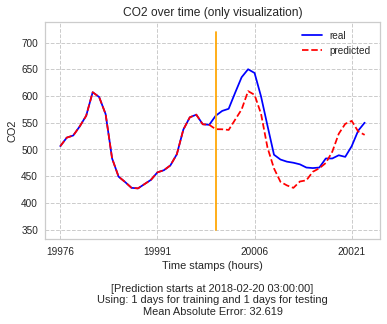 CO2 over time (only visualization)
real
predicted
700
650
600
550
500
450
400
350
CO2
19976
19991
20006
20021
Time stamps (hours)
[Prediction starts at 2018-02-20 03:00:00]
Using: 1 days for training and 1 days for testing
Mean Absolute Error: 32.619